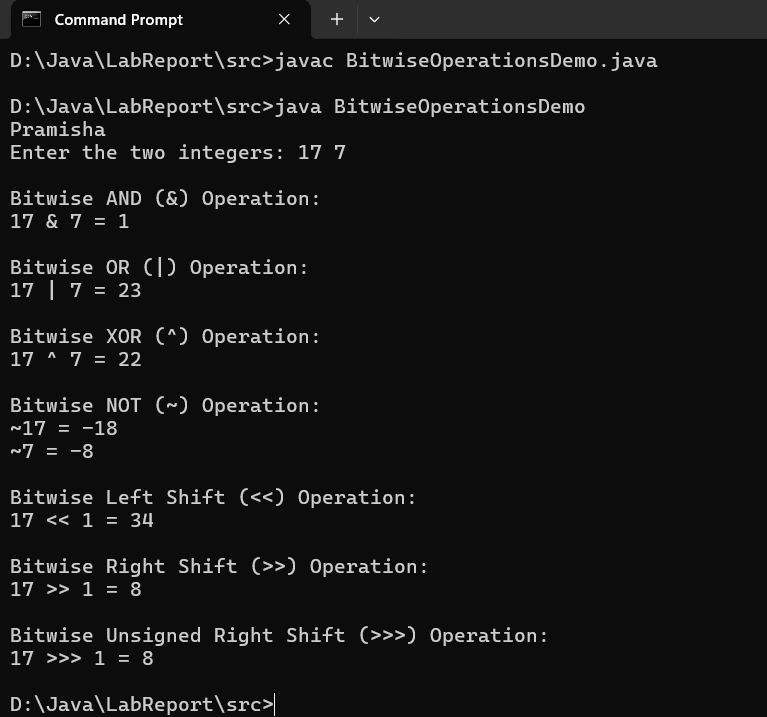 Command Prompt
D:\Java\LabReport\src>javac BitwiseOperationsDemo.java
D:\Java\LabReport\src>java BitwiseOperationsDemo
Pramisha
Enter the two integers: 17 7
Bitwise AND (&) Operation:
17 & 7 = 1
Bitwise OR (|) Operation:
17 | 7 = 23
Bitwise XOR (^) Operation:
17 ^ 7 = 22
Bitwise NOT (~) Operation:
~17 = -18
~7 = -8
Bitwise Left Shift (<<) Operation:
17 << 1 = 34
Bitwise Right Shift (>>) Operation:
17 >> 1 = 8
Bitwise Unsigned Right Shift (>>>) Operation:
17 >>> 1 = 8
D:\Java\LabReport\src>